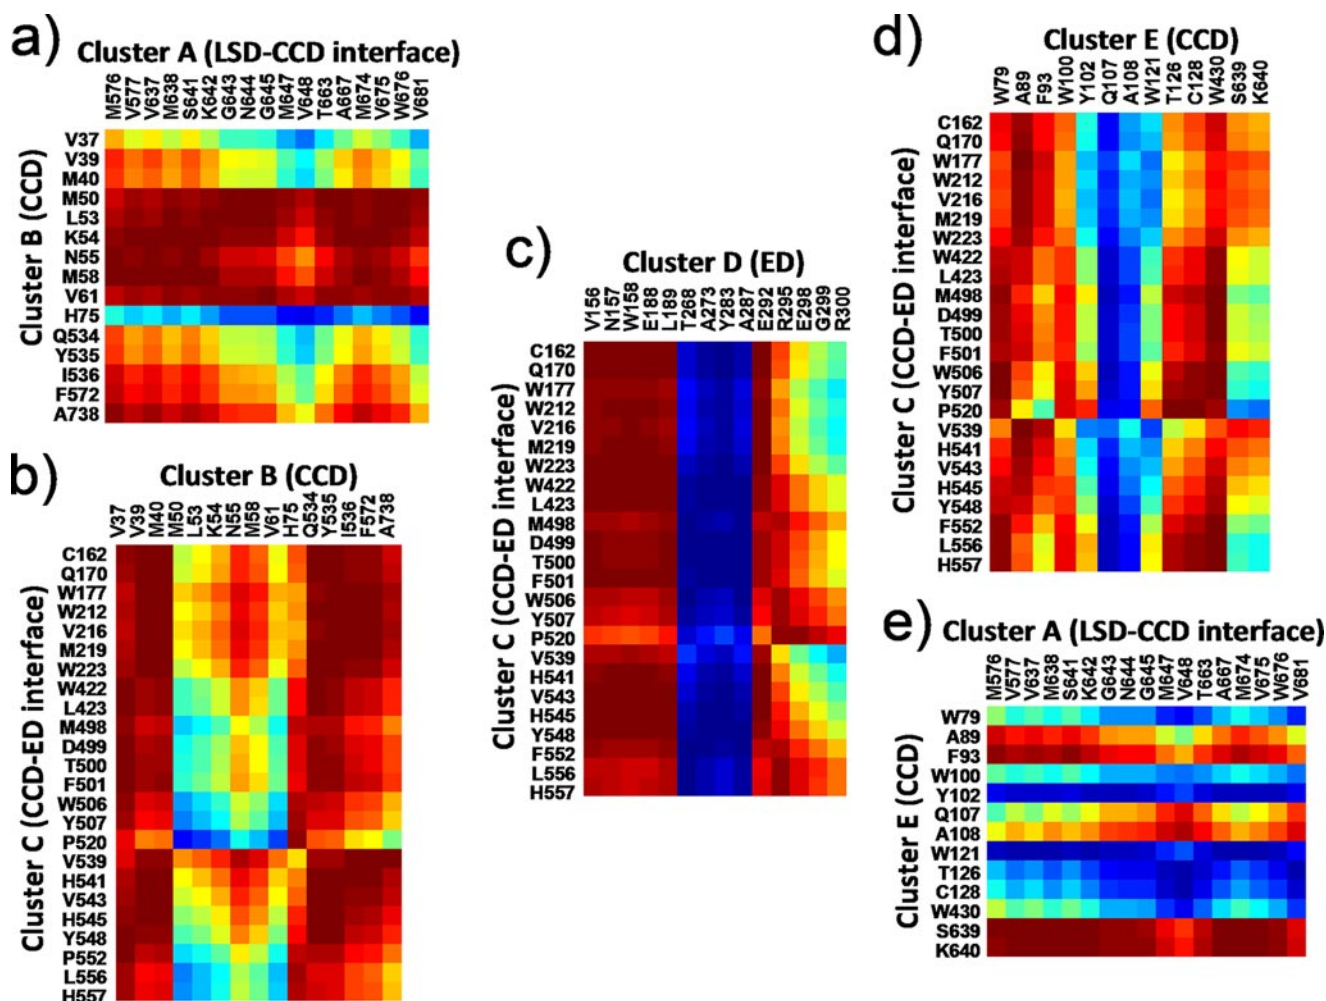 a)
Cluster A (LSD-CCD interface)
M576 V577 V637 M638 S641 K642 G643 N644 G645 M647 V648 T663 A667 M674 V675 W676 V681
Cluster B (CCD)
V37
V39
M40
M50
L53
K54
N55
M58
V61
H75
Q534
Y535
I536
F572
A738
b)
Cluster B (CCD)
V37 V39 M40 M50 L53 K54 N55 M58 V61 H75 Q534 Y535 I536 F572 A738
Cluster C (CCD-ED interface)
C162
Q170
W177
W212
V216
M219
W223
W422
L423
M498
D499
T500
F501
W506
Y507
P520
V539
H541
V543
H545
Y548
P552
L556
H557
c)
Cluster D (ED)
V156 N157 W158 E188 L189 T268 A273 Y283 A287 E292 R295 E298 G299 R300
Cluster C (CCD-ED interface)
C162
Q170
W177
W212
V216
M219
W223
W422
L423
M498
D499
T500
F501
W506
Y507
P520
V539
H541
V543
H545
Y548
F552
L556
H557
d)
Cluster E (CCD)
W79 A89 F93 W100 Y102 Q107 A108 W121 T126 C128 W430 S639 K640
Cluster C (CCD-ED interface)
C162
Q170
W177
W212
V216
M219
W223
W422
L423
M498
D499
T500
F501
W506
Y507
P520
V539
H541
V543
H545
Y548
F552
L556
H557
e)
Cluster A (LSD-CCD interface)
M576 V577 V637 M638 S641 K642 G643 N644 G645 M647 V648 T663 A667 M674 V675 W676 V681
Cluster E (CCD)
W79
A89
F93
W100
Y102
Q107
A108
W121
T126
C128
W430
S639
K640